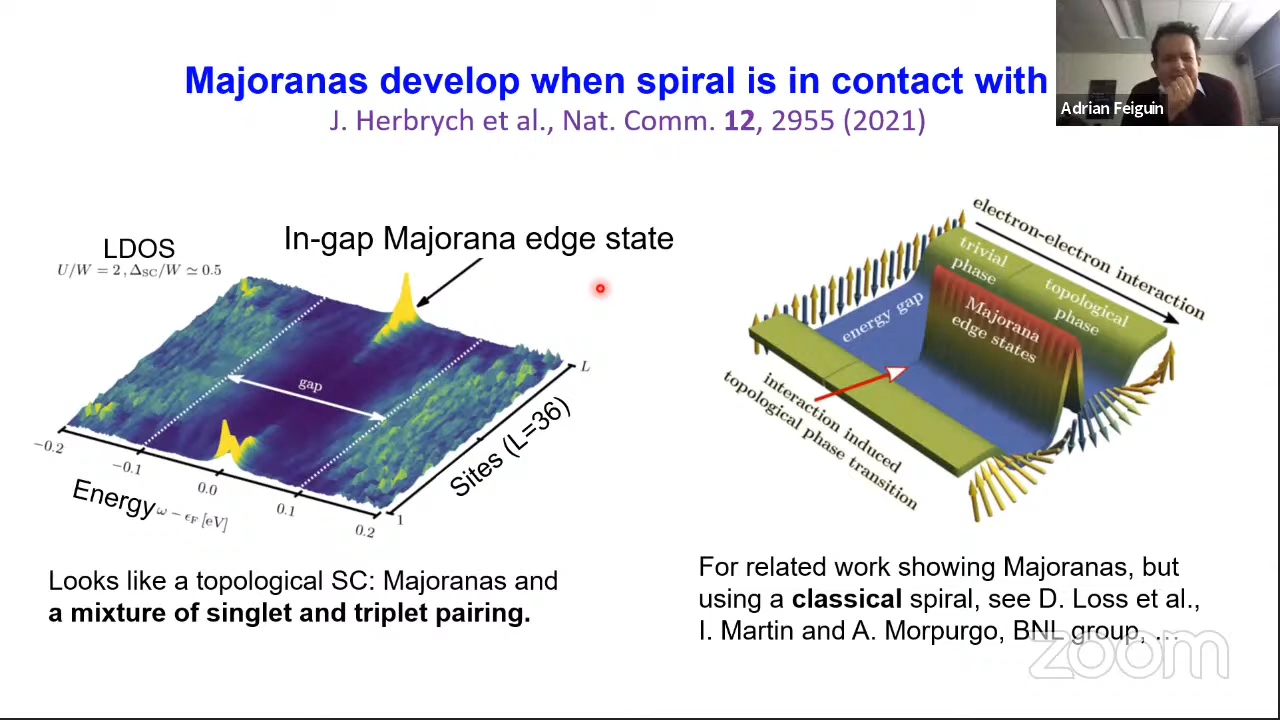 Majoranas develop when spiral is in contact with
J. Herbrych et al., Nat. Comm. 12, 2955 (2021)
Adrian Feiguin
LDOS
U/W = 2 , Δ_SC/W ≃ 0.5
In-gap Majorana edge state
gap
L
Sites (L=36)
1
−0.2
−0.1
0.0
0.1
0.2
Energy ω − ϵ_F [eV]
electron-electron interaction
trivial
phase
topological
phase
energy gap
Majorana
edge states
interaction induced
topological phase transition
Looks like a topological SC: Majoranas and
a mixture of singlet and triplet pairing.
For related work showing Majoranas, but
using a classical spiral, see D. Loss et al.,
I. Martin and A. Morpurgo, BNL group, …
zoom